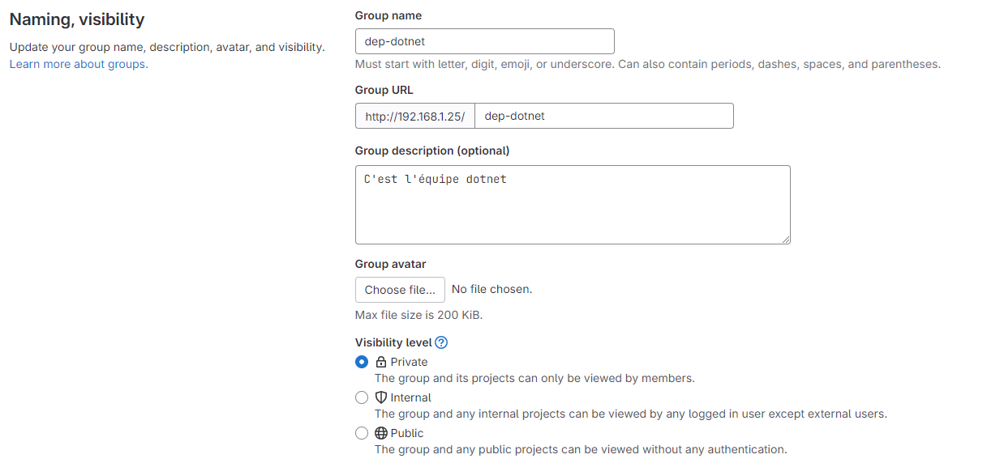 Naming, visibility
Update your group name, description, avatar, and visibility.
Learn more about groups.
Group name
dep-dotnet
Must start with letter, digit, emoji, or underscore. Can also contain periods, dashes, spaces, and parentheses.
Group URL
http://192.168.1.25/ dep-dotnet
Group description (optional)
C'est l'équipe dotnet
Group avatar
Choose file... No file chosen.
Max file size is 200 KiB.
Visibility level ?
Private
The group and its projects can only be viewed by members.
Internal
The group and any internal projects can be viewed by any logged in user except external users.
Public
The group and any public projects can be viewed without any authentication.